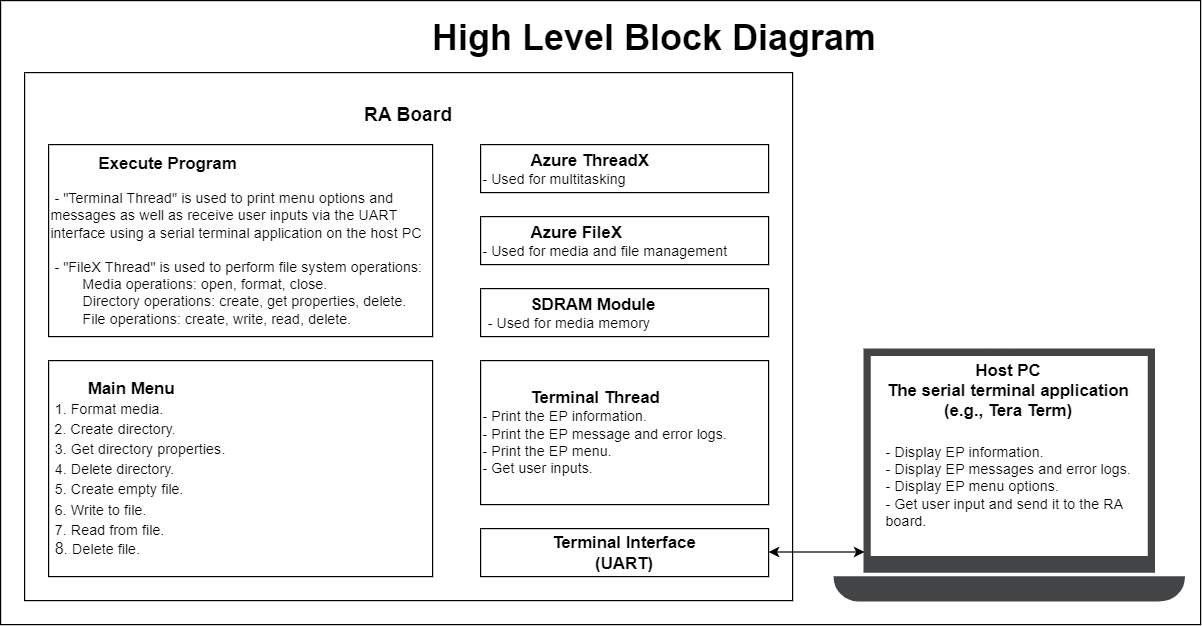 High Level Block Diagram
RA Board
Execute Program
- "Terminal Thread" is used to print menu options and
messages as well as receive user inputs via the UART
interface using a serial terminal application on the host PC
- "FileX Thread" is used to perform file system operations:
Media operations: open, format, close.
Directory operations: create, get properties, delete.
File operations: create, write, read, delete.
Main Menu
1. Format media.
2. Create directory.
3. Get directory properties.
4. Delete directory.
5. Create empty file.
6. Write to file.
7. Read from file.
8. Delete file.
Azure ThreadX
- Used for multitasking
Azure FileX
- Used for media and file management
SDRAM Module
- Used for media memory
Terminal Thread
- Print the EP information.
- Print the EP message and error logs.
- Print the EP menu.
- Get user inputs.
Terminal Interface
(UART)
Host PC
The serial terminal application
(e.g., Tera Term)
- Display EP information.
- Display EP messages and error logs.
- Display EP menu options.
- Get user input and send it to the RA
board.